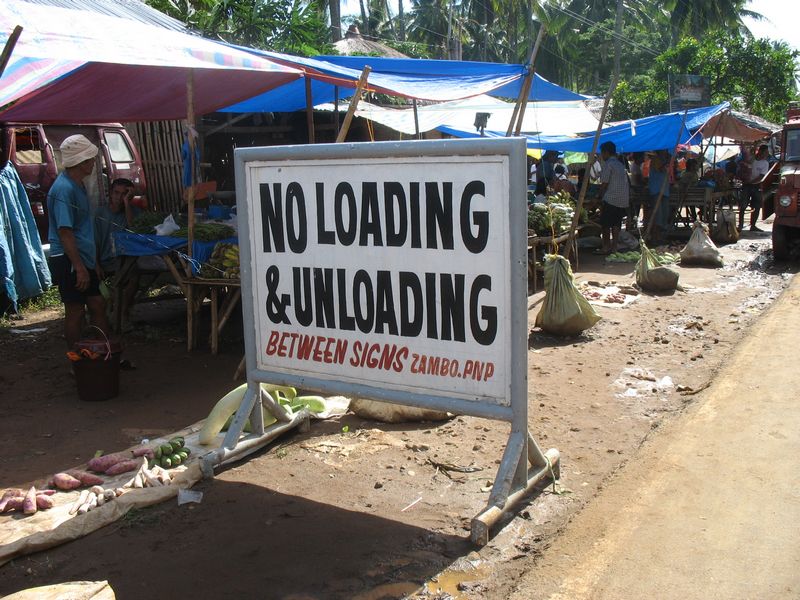 NO LOADING
&UNLOADING
BETWEEN SIGNS ZAMBO.PNP